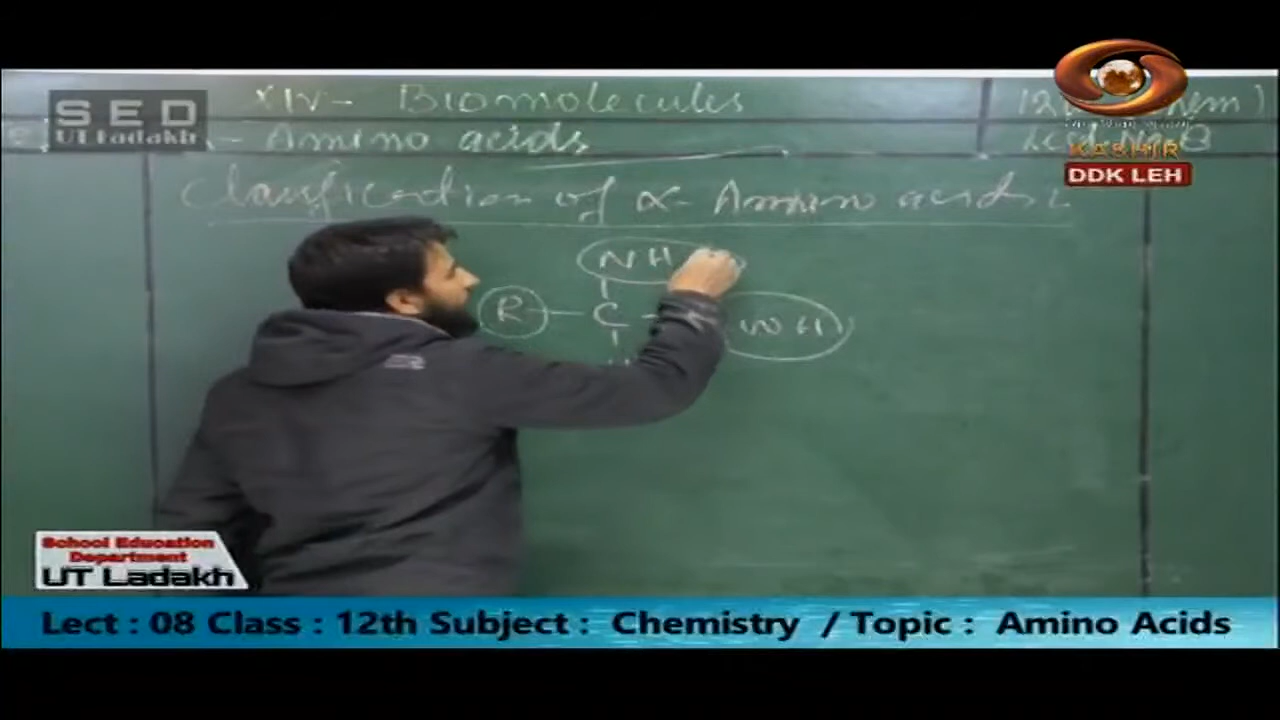 SED
UT Ladakh
XIV- Biomolecules
Amino acids
KASHIR
DDK LEH
Classification of α- Amino acids
NH
R - C -
School Education
Department
UT Ladakh
Lect : 08 Class : 12th Subject : Chemistry / Topic : Amino Acids